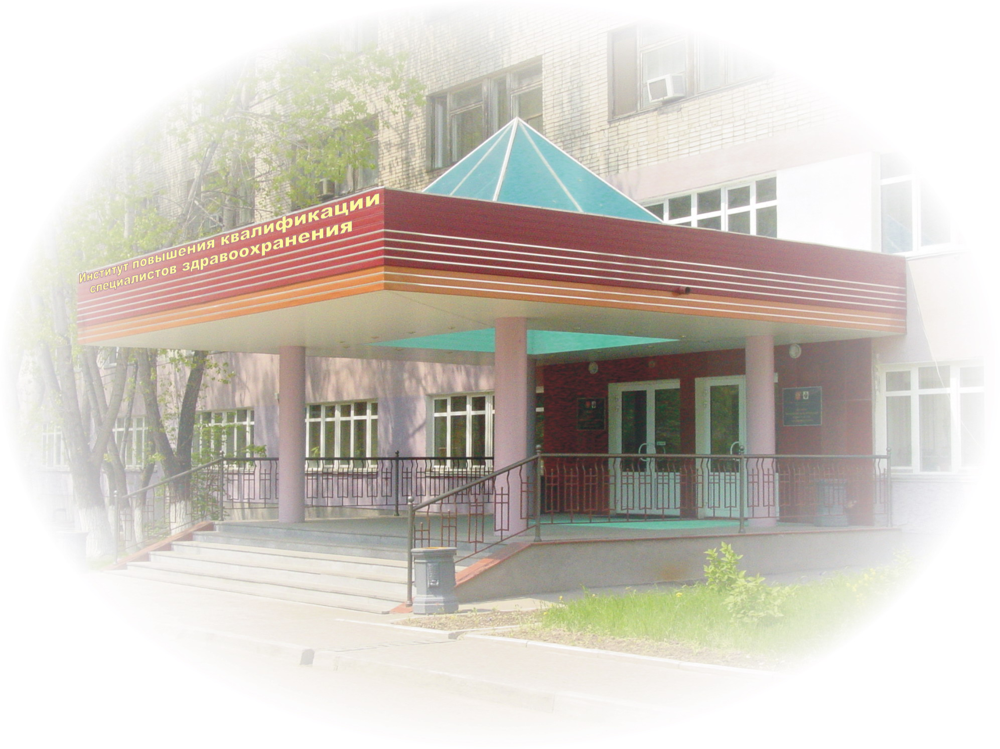 Институт повышения квалификации
специалистов здравоохранения